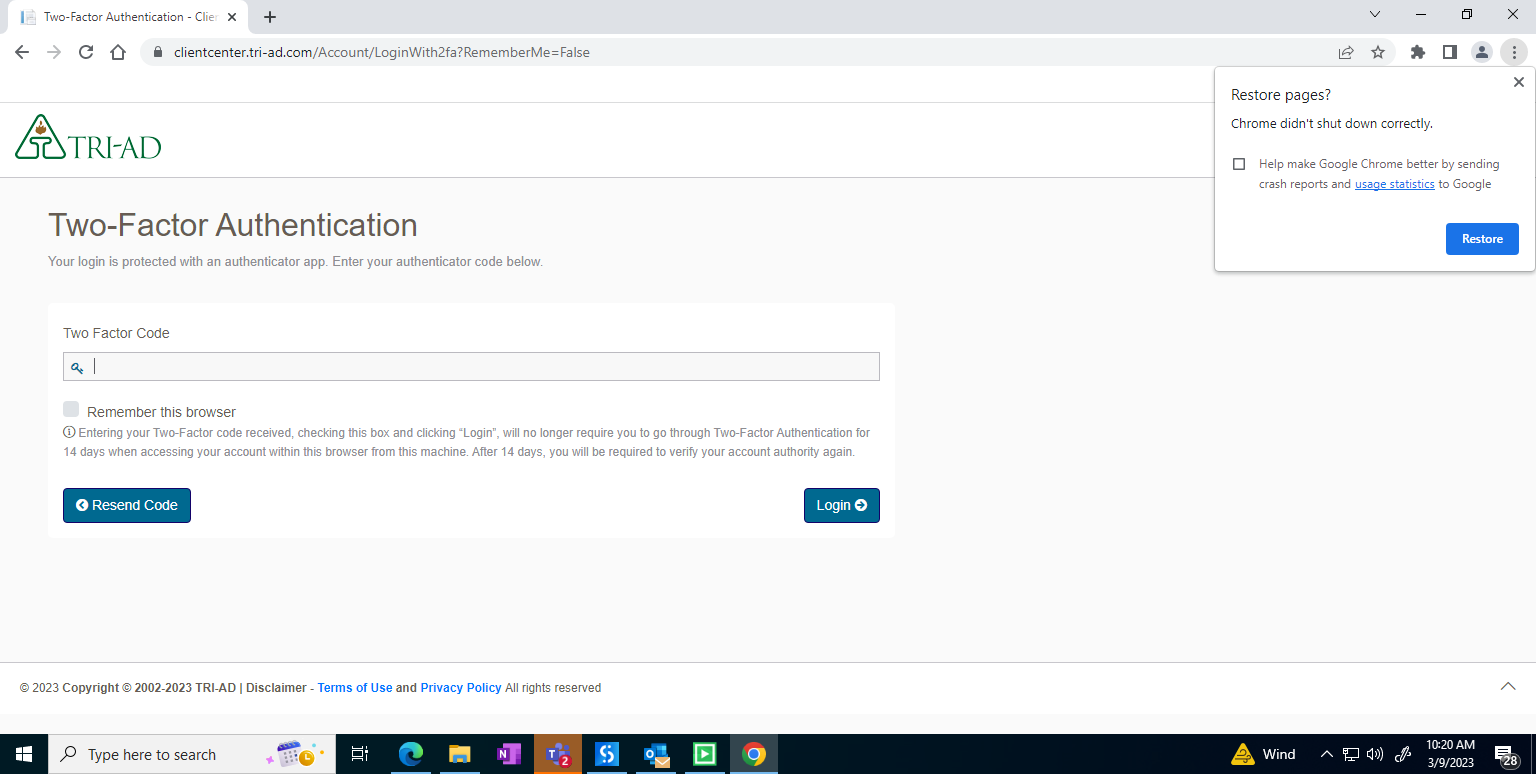 Two-Factor Authentication - Clien
clientcenter.tri-ad.com/Account/LoginWith2fa?RememberMe=False
Restore pages?
Chrome didn't shut down correctly.
Help make Google Chrome better by sending
crash reports and usage statistics to Google
Restore
TRI-AD
Two-Factor Authentication
Your login is protected with an authenticator app. Enter your authenticator code below.
Two Factor Code
Remember this browser
Entering your Two-Factor code received, checking this box and clicking “Login”, will no longer require you to go through Two-Factor Authentication for
14 days when accessing your account within this browser from this machine. After 14 days, you will be required to verify your account authority again.
Resend Code
Login
© 2023 Copyright © 2002-2023 TRI-AD | Disclaimer - Terms of Use and Privacy Policy All rights reserved
Type here to search
N
T
2
Wind
10:20 AM
3/9/2023
28